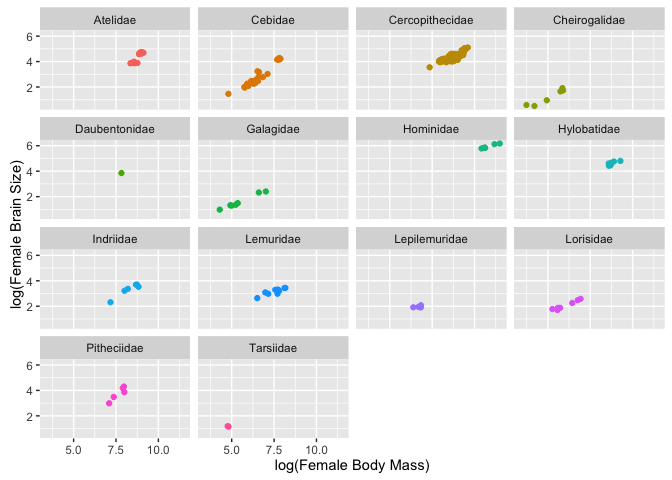 Atelidae Cebidae Cercopithecidae Cheirogalidae
6
4
2
Daubentonidae Galagidae Hominidae Hylobatidae
6
4
2
log(Female Brain Size)
Indriidae Lemuridae Lepilemuridae Lorisidae
6
4
2
Pitheciidae Tarsiidae
6
4
2
5.0 7.5 10.0 5.0 7.5 10.0
log(Female Body Mass)